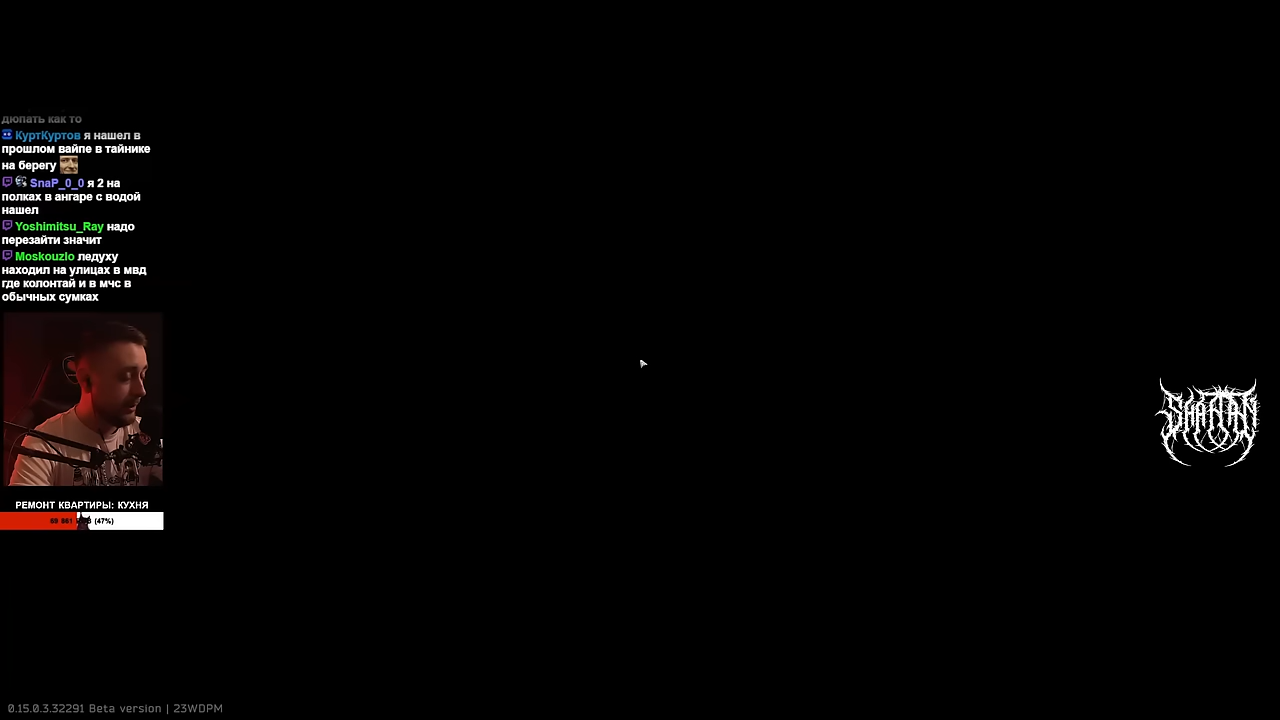 дюпать как то
КуртКуртов я нашел в
прошлом вайпе в тайнике
на берегу
SnaP_0_0 я 2 на
полках в ангаре с водой
нашел
Yoshimitsu_Ray надо
перезайти значит
Moskouzlo ледуху
находил на улицах в мвд
где колонтай и в мчс в
обычных сумках
SHAITAN
РЕМОНТ КВАРТИРЫ: КУХНЯ
(47%)
0.15.0.3.32291 Beta version | 23WDPM